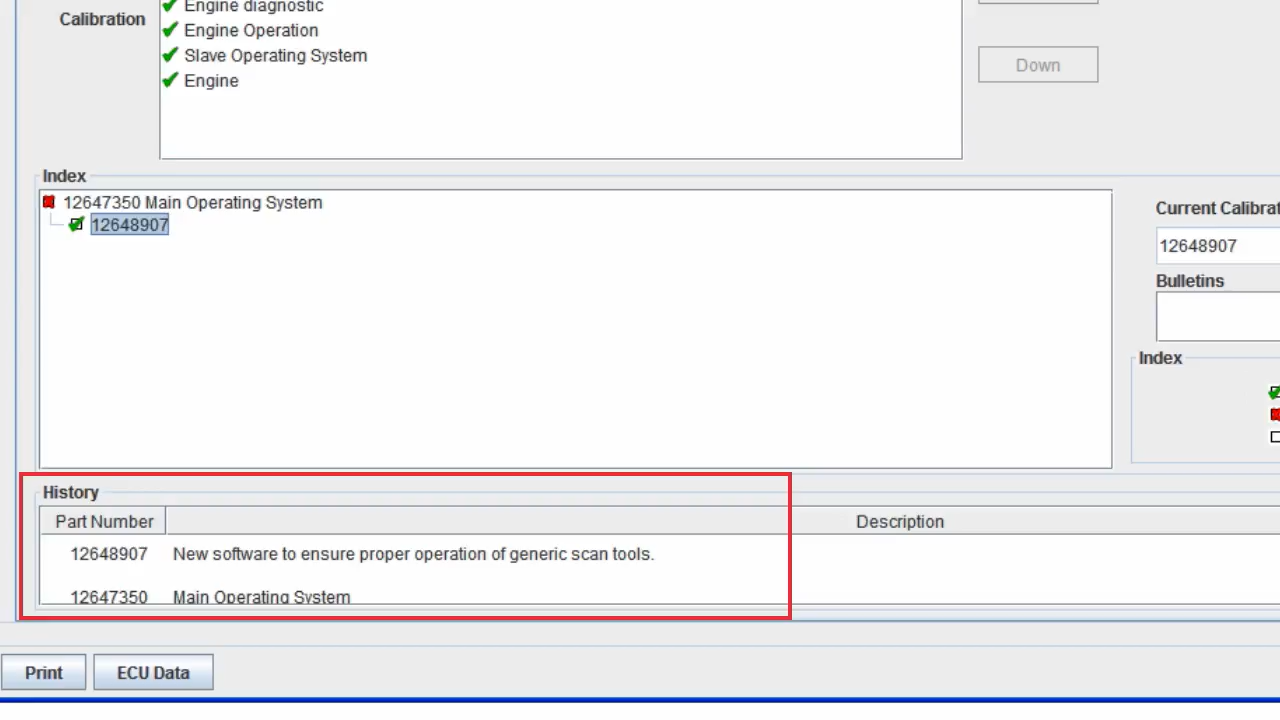 Engine diagnostic
Calibration
Engine Operation
Slave Operating System
Engine
Down
Index
12647350 Main Operating System
12648907
Current Calibrat
12648907
Bulletins
Index
History
Part Number Description
12648907 New software to ensure proper operation of generic scan tools.
12647350 Main Operating System
Print ECU Data